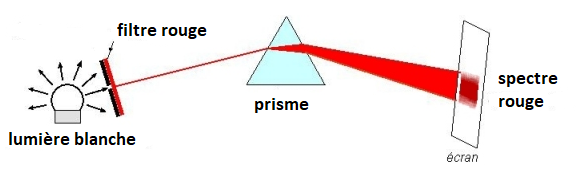 filtre rouge
lumière blanche
prisme
spectre
rouge
écran